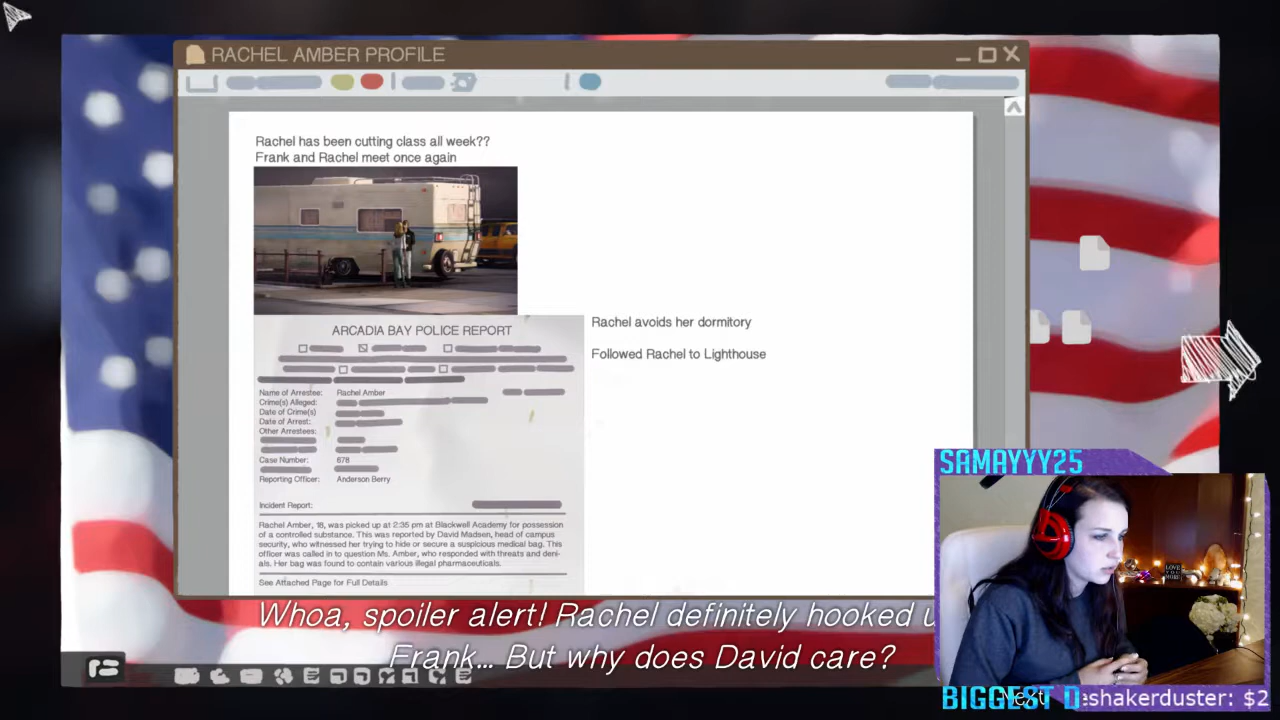 RACHEL AMBER PROFILE
Rachel has been cutting class all week??
Frank and Rachel meet once again
ARCADIA BAY POLICE REPORT
Name of Arrestee: Rachel Amber
Crime(s) Alleged:
Date of Crime(s)
Date of Arrest:
Other Arrestees:
Case Number: 678
Reporting Officer: Anderson Berry
Incident Report:
Rachel Amber, 18, was picked up at 2:35 pm at Blackwell Academy for possession
of a controlled substance. This was reported by David Madsen, head of campus
security, who witnessed her trying to hide or secure a suspicious medical bag. This
officer was called in to question Ms. Amber, who responded with threats and deni-
als. Her bag was found to contain various illegal pharmaceuticals.
See Attached Page for Full Details
Rachel avoids her dormitory
Followed Rachel to Lighthouse
Whoa, spoiler alert! Rachel definitely hooked
Frank... But why does David care?
SAMAYYY25
LOVE
YOU
MORE
BIGGEST
eshakerduster: $2